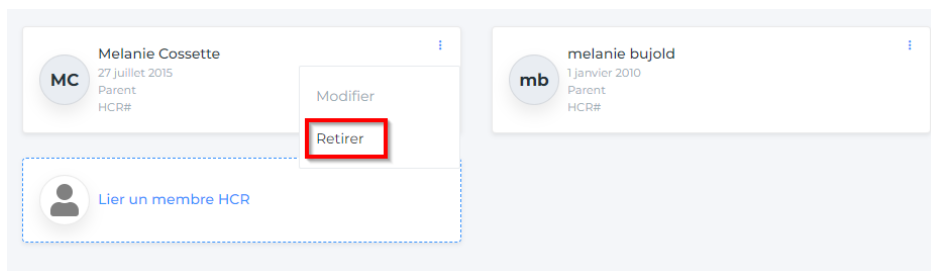 MC
Melanie Cossette
27 juillet 2015
Parent
HCR#
Modifier
Retirer
mb
melanie bujold
1 janvier 2010
Parent
HCR#
Lier un membre HCR